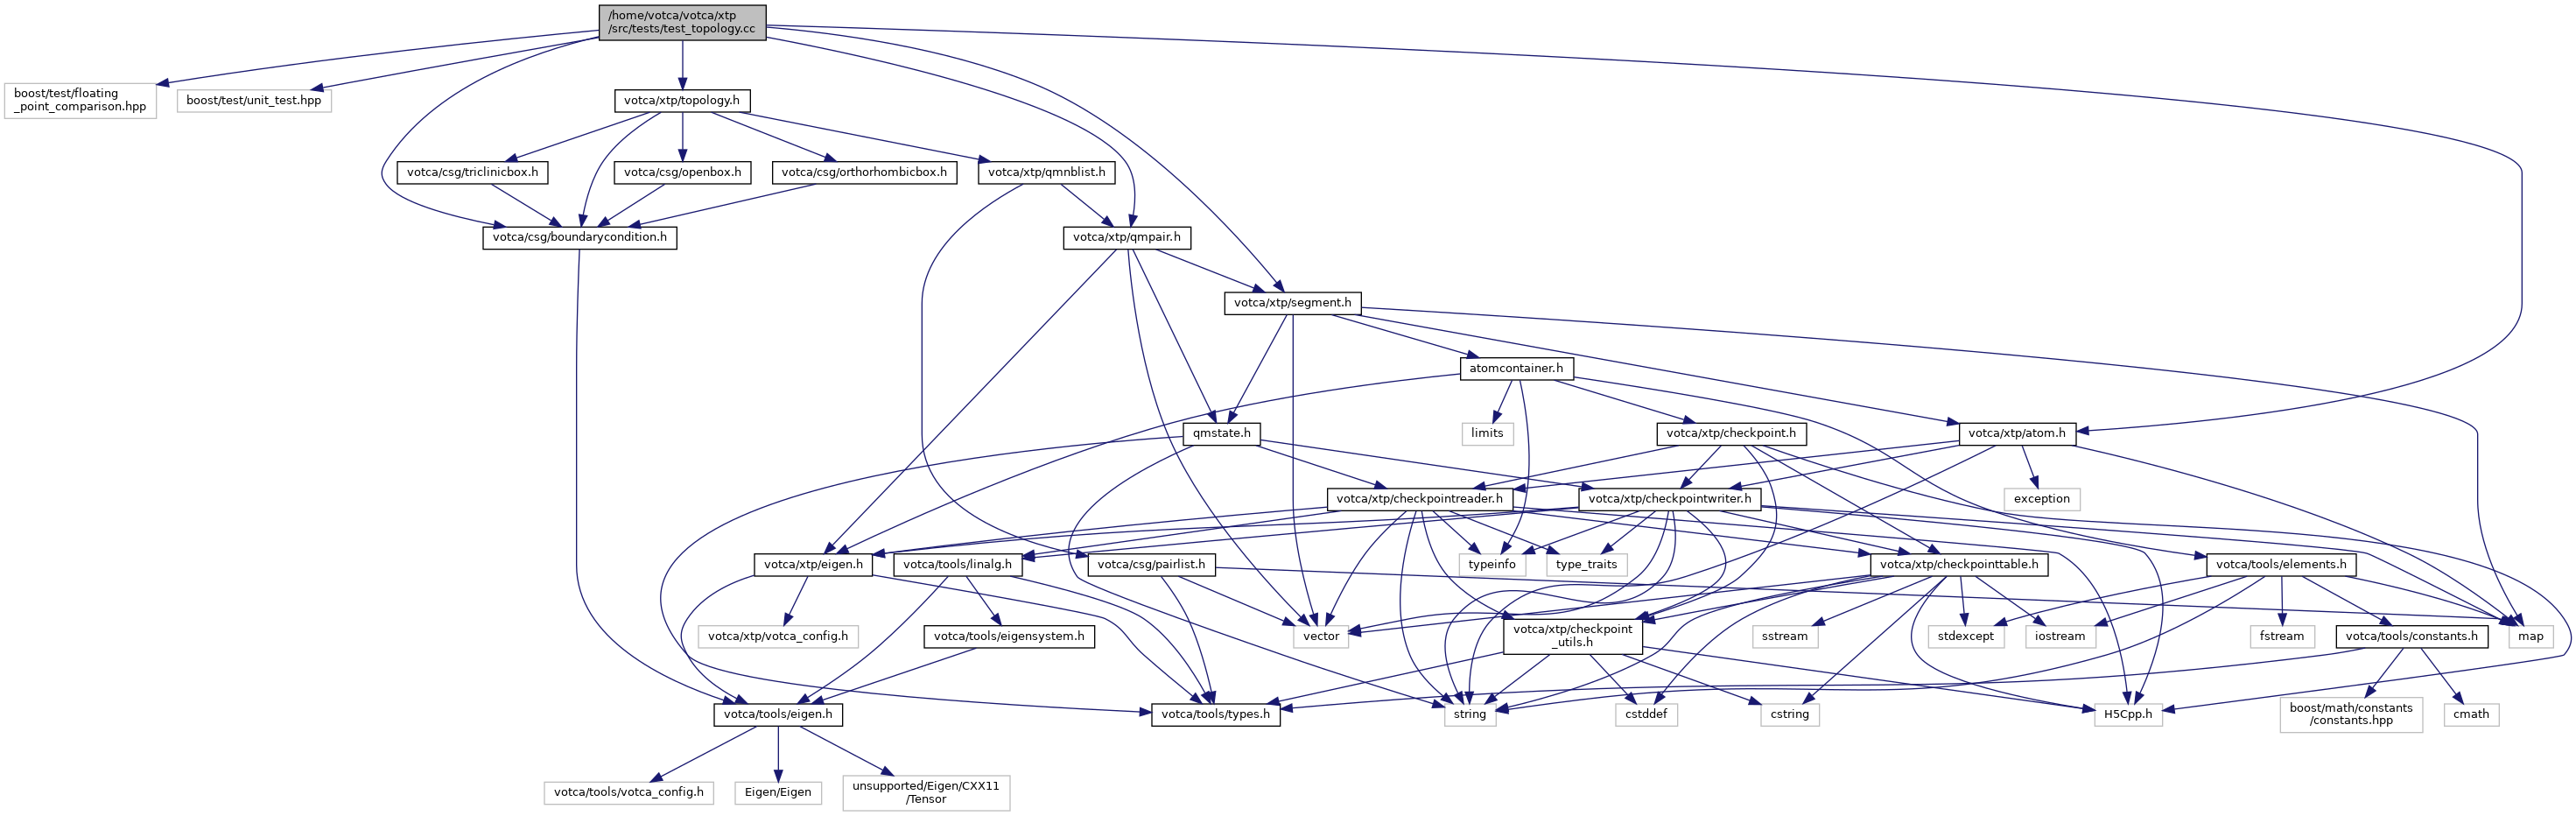 /home/votca/votca/xtp
/src/tests/test_topology.cc
boost/test/floating
_point_comparison.hpp
boost/test/unit_test.hpp
votca/xtp/topology.h
votca/csg/triclinicbox.h
votca/csg/openbox.h
votca/csg/orthorhombicbox.h
votca/xtp/qmnblist.h
votca/csg/boundarycondition.h
votca/xtp/qmpair.h
votca/xtp/segment.h
atomcontainer.h
qmstate.h
limits
votca/xtp/checkpoint.h
votca/xtp/atom.h
votca/xtp/checkpointreader.h
votca/xtp/checkpointwriter.h
exception
votca/xtp/eigen.h
votca/tools/linalg.h
votca/csg/pairlist.h
typeinfo
type_traits
votca/xtp/checkpointtable.h
votca/tools/elements.h
votca/xtp/votca_config.h
votca/tools/eigensystem.h
vector
votca/xtp/checkpoint
_utils.h
sstream
stdexcept
iostream
fstream
votca/tools/constants.h
map
votca/tools/eigen.h
votca/tools/types.h
string
cstddef
cstring
H5Cpp.h
boost/math/constants
/constants.hpp
cmath
votca/tools/votca_config.h
Eigen/Eigen
unsupported/Eigen/CXX11
/Tensor